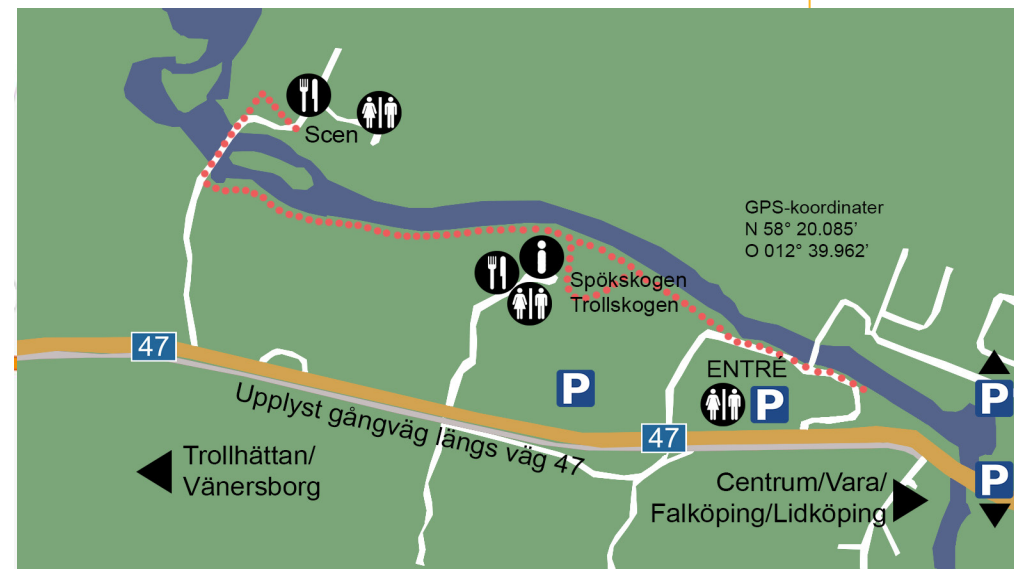 Scen
GPS-koordinater
N 58° 20.085’
O 012° 39.962’
Spökskogen
Trollskogen
47
ENTRÉ
P
P
P
Upplyst gångväg längs väg 47
47
Trollhättan/
Vänersborg
Centrum/Vara/
Falköping/Lidköping
P